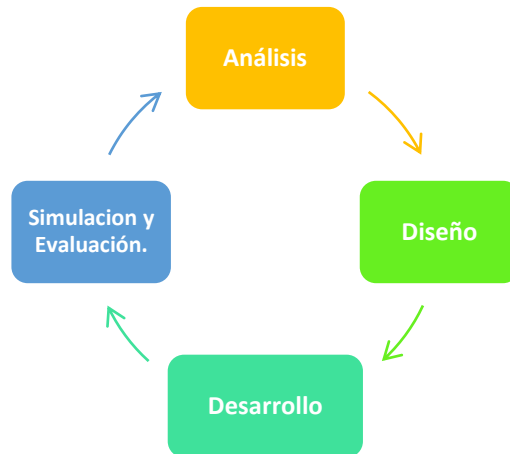 Análisis
Diseño
Desarrollo
Simulacion y
Evaluación.